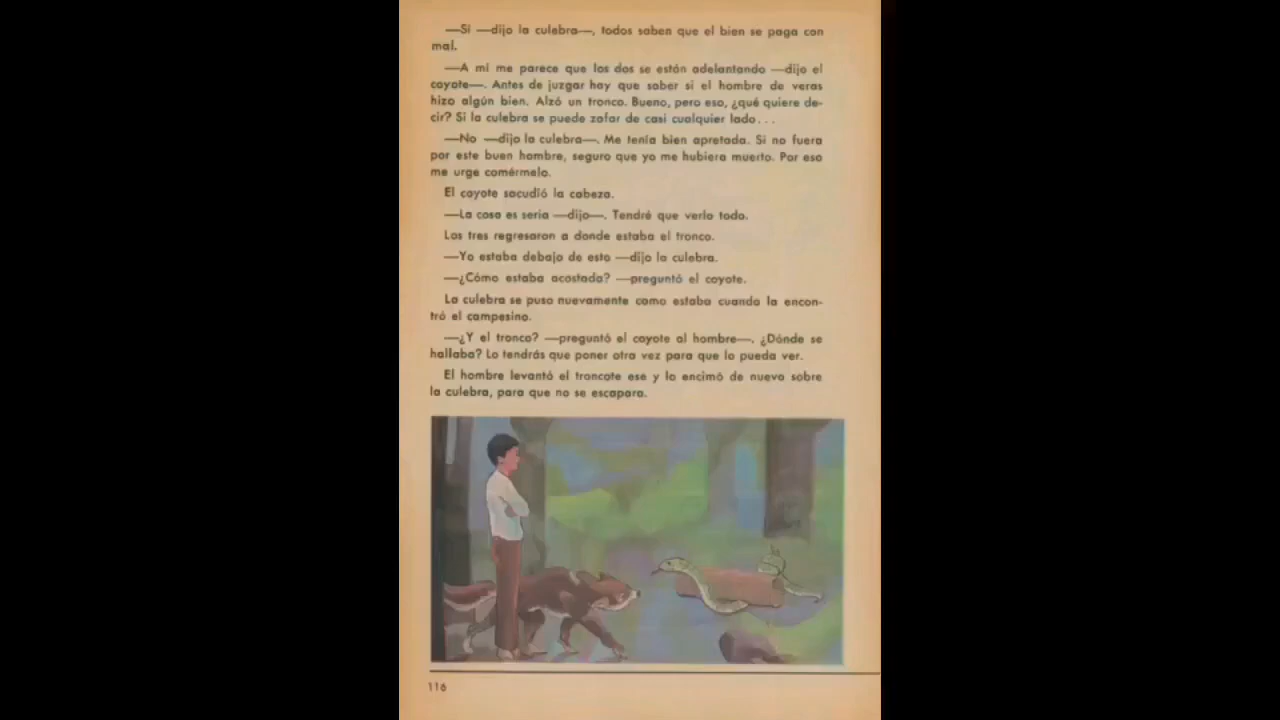 —Sí —dijo la culebra—, todos saben que el bien se paga con
mal.
—A mí me parece que los dos se están adelantando —dijo el
coyote—. Antes de juzgar hay que saber si el hombre de veras
hizo algún bien. Alzó un tronco. Bueno, pero eso, ¿qué quiere de-
cir? Si la culebra se puede zafar de casi cualquier lado...
—No —dijo la culebra—. Me tenía bien apretada. Si no fuera
por este buen hombre, seguro que yo me hubiera muerto. Por eso
me urge comérmelo.
El coyote sacudió la cabeza.
—La cosa es seria —dijo—. Tendré que verlo todo.
Los tres regresaron a donde estaba el tronco.
—Yo estaba debajo de esto —dijo la culebra.
—¿Cómo estaba acostada? —preguntó el coyote.
La culebra se puso nuevamente como estaba cuando la encon-
tró el campesino.
—¿Y el tronco? —preguntó el coyote al hombre—. ¿Dónde se
hallaba? Lo tendrás que poner otra vez para que lo pueda ver.
El hombre levantó el troncote ese y lo encimó de nuevo sobre
la culebra, para que no se escapara.
116